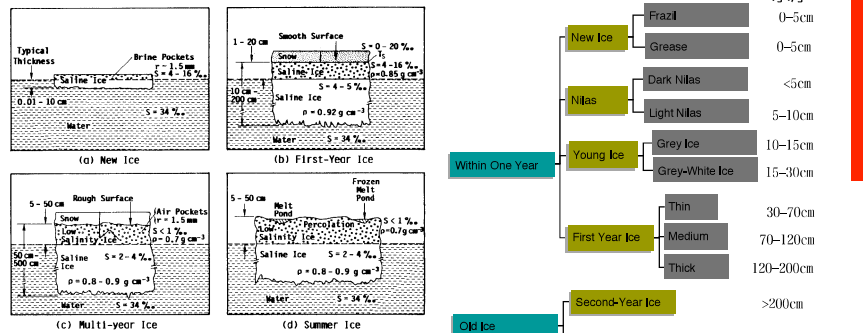 Typical
Thickness
Brine Pockets
r - 1.5 mm
S = 4 - 16 ‰
Saline Ice
0.01 - 10 cm
S = 34 ‰
Water
(a) New Ice
1 - 20 cm
Smooth Surface
S = 0 - 20 ‰
Snow
Ts
Saline Ice
S = 4 - 16 ‰
ρ = 0.85 g cm⁻³
10 cm -
200 cm
S = 4 - 5 ‰
Saline
Ice
ρ = 0.92 g cm⁻³
Water
S = 34 ‰
(b) First-Year Ice
5 - 50 cm
Rough Surface
Air Pockets
r = 1.5 mm
Snow
Low
Salinity Ice
S < 1 ‰
ρ = 0.7 g cm⁻³
50 cm
500 cm
Saline
Ice
S = 2 - 4 ‰
ρ = 0.8 - 0.9 g cm⁻³
Water
S = 34 ‰
(c) Multi-year Ice
5 - 50 cm
Melt
Pond
Frozen
Melt
Pond
Percolation
Low
Salinity Ice
S < 1 ‰
ρ = 0.7 g cm⁻³
Saline
Ice
S = 2 - 4 ‰
ρ = 0.8 - 0.9 g cm⁻³
Water
S = 34 ‰
(d) Summer Ice
Within One Year
New Ice
Frazil
0-5cm
Grease
0-5cm
Nilas
Dark Nilas
<5cm
Light Nilas
5-10cm
Young Ice
Grey Ice
10-15cm
Grey-White Ice
15-30cm
First Year Ice
Thin
30-70cm
Medium
70-120cm
Thick
120-200cm
Old Ice
Second-Year Ice
>200cm